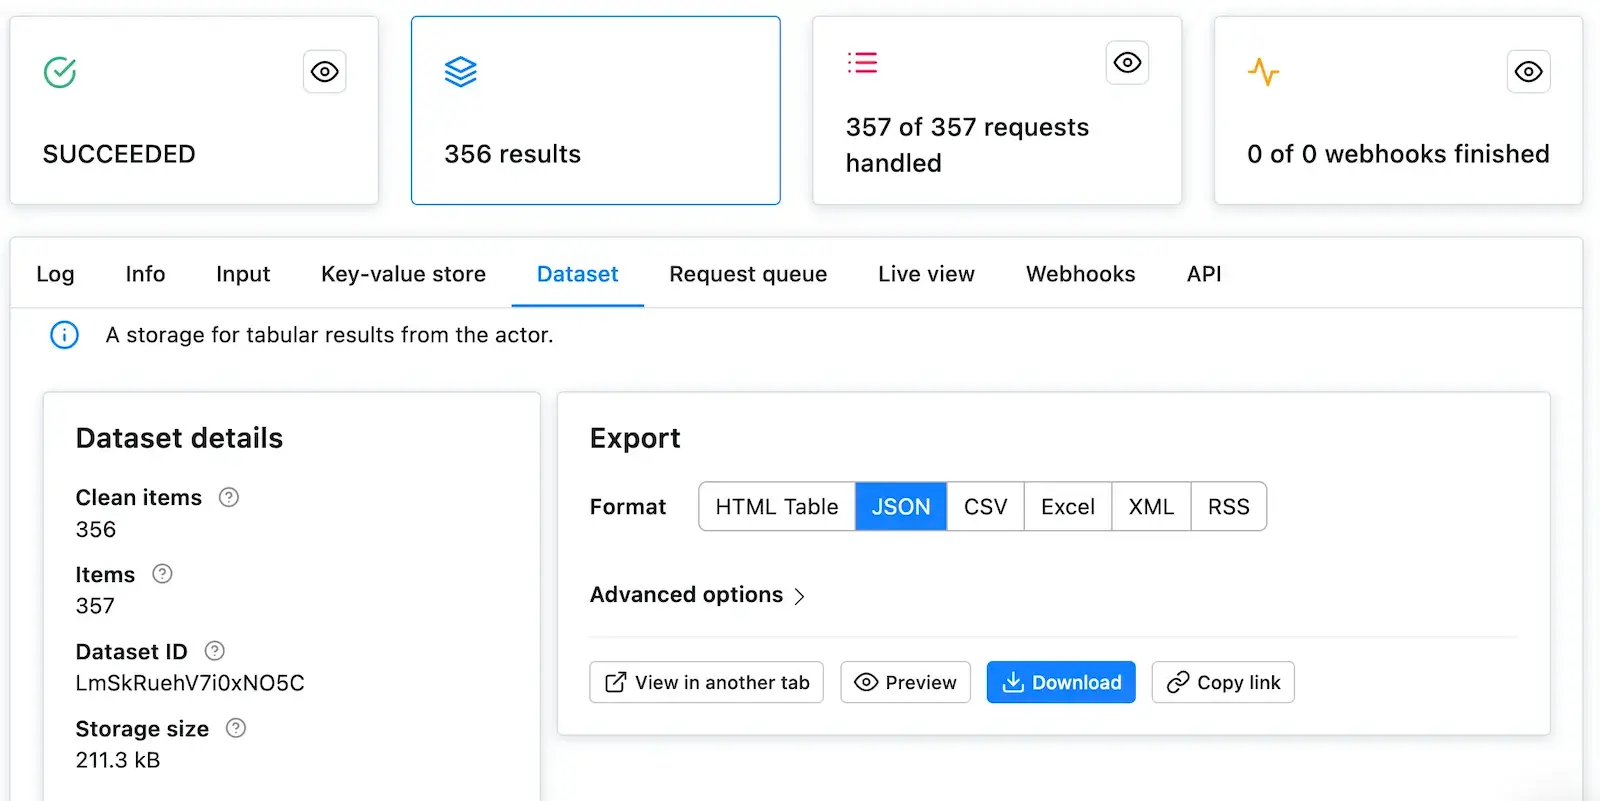 SUCCEEDED
356 results
357 of 357 requests
handled
0 of 0 webhooks finished
Log Info Input Key-value store Dataset Request queue Live view Webhooks API
A storage for tabular results from the actor.
Dataset details
Clean items
356
Items
357
Dataset ID
LmSkRuehV7i0xNO5C
Storage size
211.3 kB
Export
Format HTML Table JSON CSV Excel XML RSS
Advanced options
View in another tab Preview Download Copy link